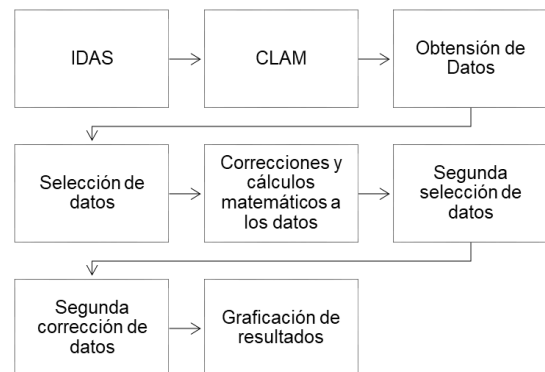 IDAS
CLAM
Obtensión de
Datos
Selección de
datos
Correcciones y
cálculos
matemáticos a
los datos
Segunda
selección de
datos
Segunda
corrección de
datos
Graficación de
resultados